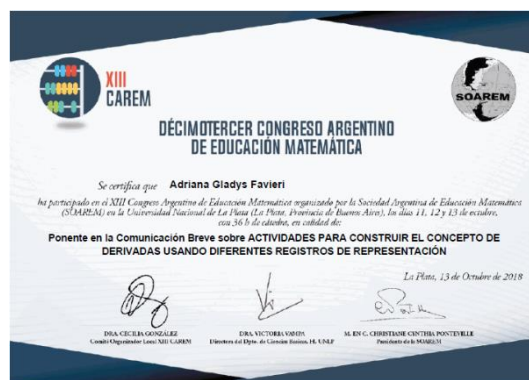 XIII
CAREM
SOAREM
DÉCIMOTERCER CONGRESO ARGENTINO
DE EDUCACIÓN MATEMÁTICA
Se certifica que Adriana Gladys Favieri
ha participado en el XIII Congreso Argentino de Educación Matemática organizado por la Sociedad Argentina de Educación Matemática
(SOAREM) en la Universidad Nacional de La Plata (La Plata, Provincia de Buenos Aires), los días 11, 12 y 13 de octubre,
con 36 h de cátedra, en calidad de:
Ponente en la Comunicación Breve sobre ACTIVIDADES PARA CONSTRUIR EL CONCEPTO DE
DERIVADAS USANDO DIFERENTES REGISTROS DE REPRESENTACIÓN
La Plata, 13 de Octubre de 2018
DRA. CECILIA GONZÁLEZ
Comité Organizador Local XIII CAREM
DRA. VICTORIA VAMPA
Directora del Dpto. de Ciencias Básicas, FI, UNLP
M. EN C. CHRISTIANE CYNTHIA PONTEVILLE
Presidenta de la SOAREM